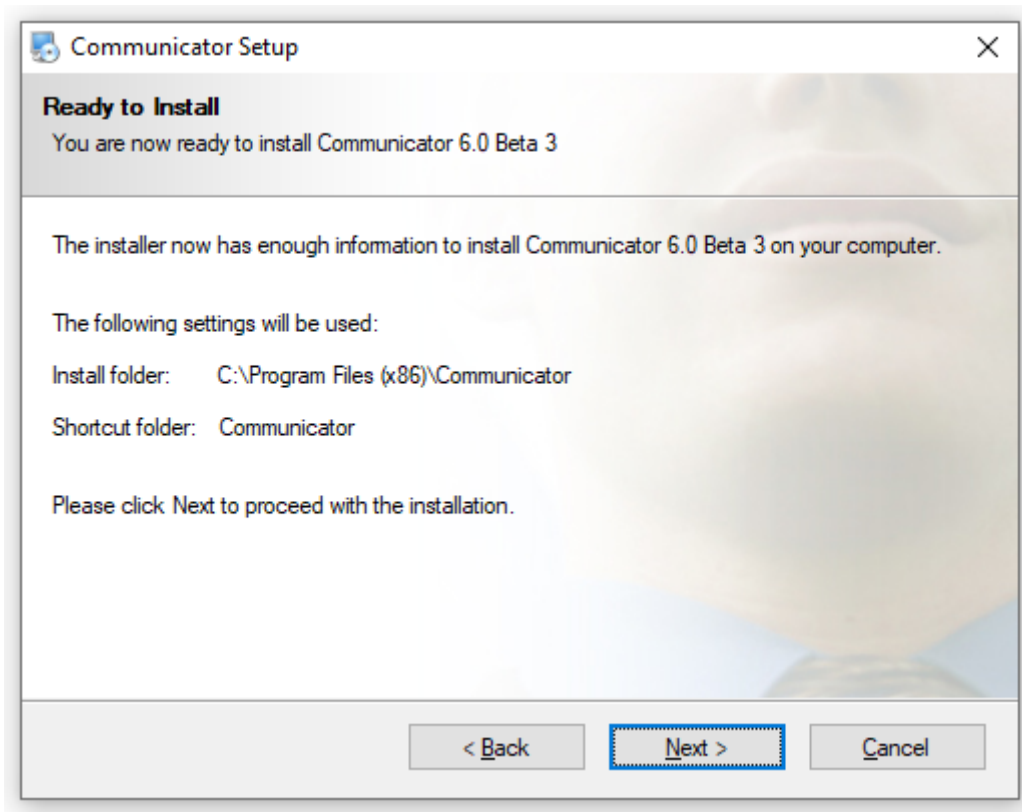 Communicator Setup
Ready to Install
You are now ready to install Communicator 6.0 Beta 3
The installer now has enough information to install Communicator 6.0 Beta 3 on your computer.
The following settings will be used:
Install folder: C:\Program Files (x86)\Communicator
Shortcut folder: Communicator
Please click Next to proceed with the installation.
< Back Next > Cancel